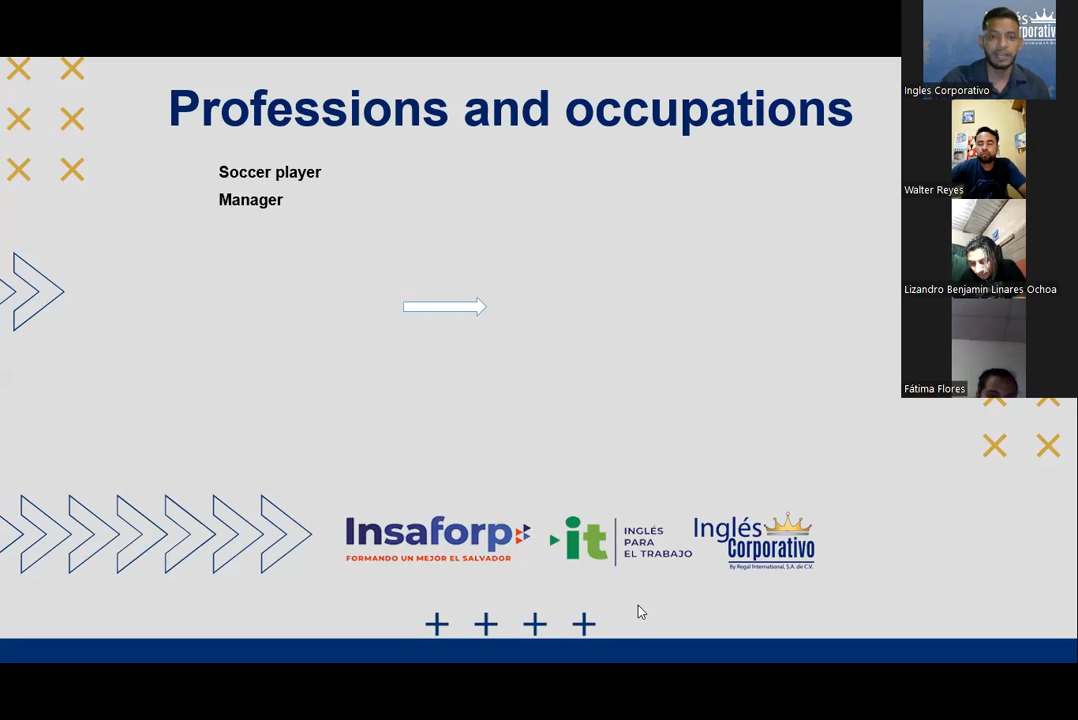 Professions and occupations
Soccer player
Manager
Insaforp
FORMANDO UN MEJOR EL SALVADOR
it
INGLÉS
PARA
EL TRABAJO
Inglés
Corporativo
By Regal International, S.A. de C.V.
Ingles Corporativo
Walter Reyes
Lizandro Benjamin Linares Ochoa
Fátima Flores